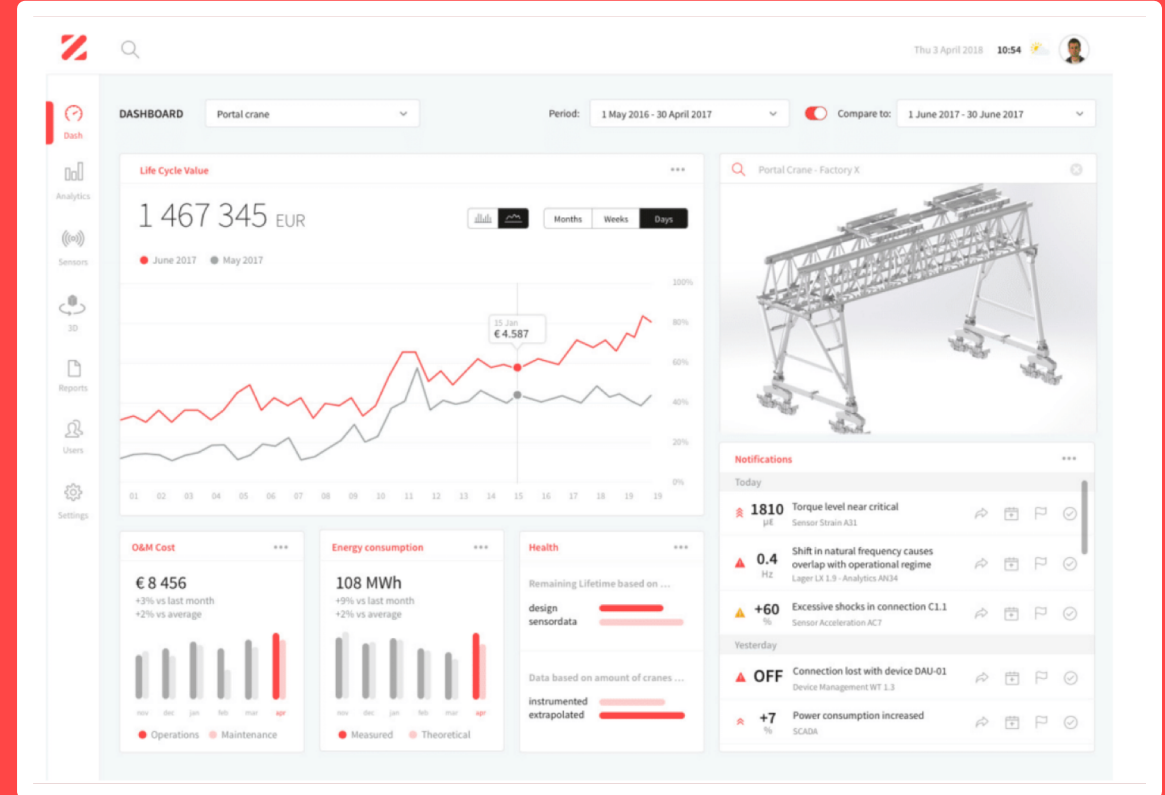 Thu 3 April 2018 10:54
DASHBOARD Portal crane Period: 1 May 2016 - 30 April 2017 Compare to: 1 June 2017 - 30 June 2017
Dash
Analytics
Sensors
3D
Reports
Users
Settings
Life Cycle Value
1 467 345 EUR
Months Weeks Days
June 2017 May 2017
100%
80%
60%
40%
20%
0%
15 Jan
€ 4.587
01 02 03 04 05 06 07 08 09 10 11 12 13 14 15 16 17 18 19 19
Portal Crane - Factory X
O&M Cost
€ 8 456
+3% vs last month
+2% vs average
nov dec jan feb mar apr
Operations Maintenance
Energy consumption
108 MWh
+9% vs last month
+2% vs average
nov dec jan feb mar apr
Measured Theoretical
Health
Remaining Lifetime based on ...
design
sensordata
Data based on amount of cranes ...
instrumented
extrapolated
Notifications
Today
1810 Torque level near critical
µE Sensor Strain A31
Shift in natural frequency causes
0.4 overlap with operational regime
Hz Lager LX 1.9 - Analytics AN34
+60 Excessive shocks in connection C1.1
% Sensor Acceleration AC7
Yesterday
OFF Connection lost with device DAU-01
Device Management WT 1.3
+7 Power consumption increased
% SCADA